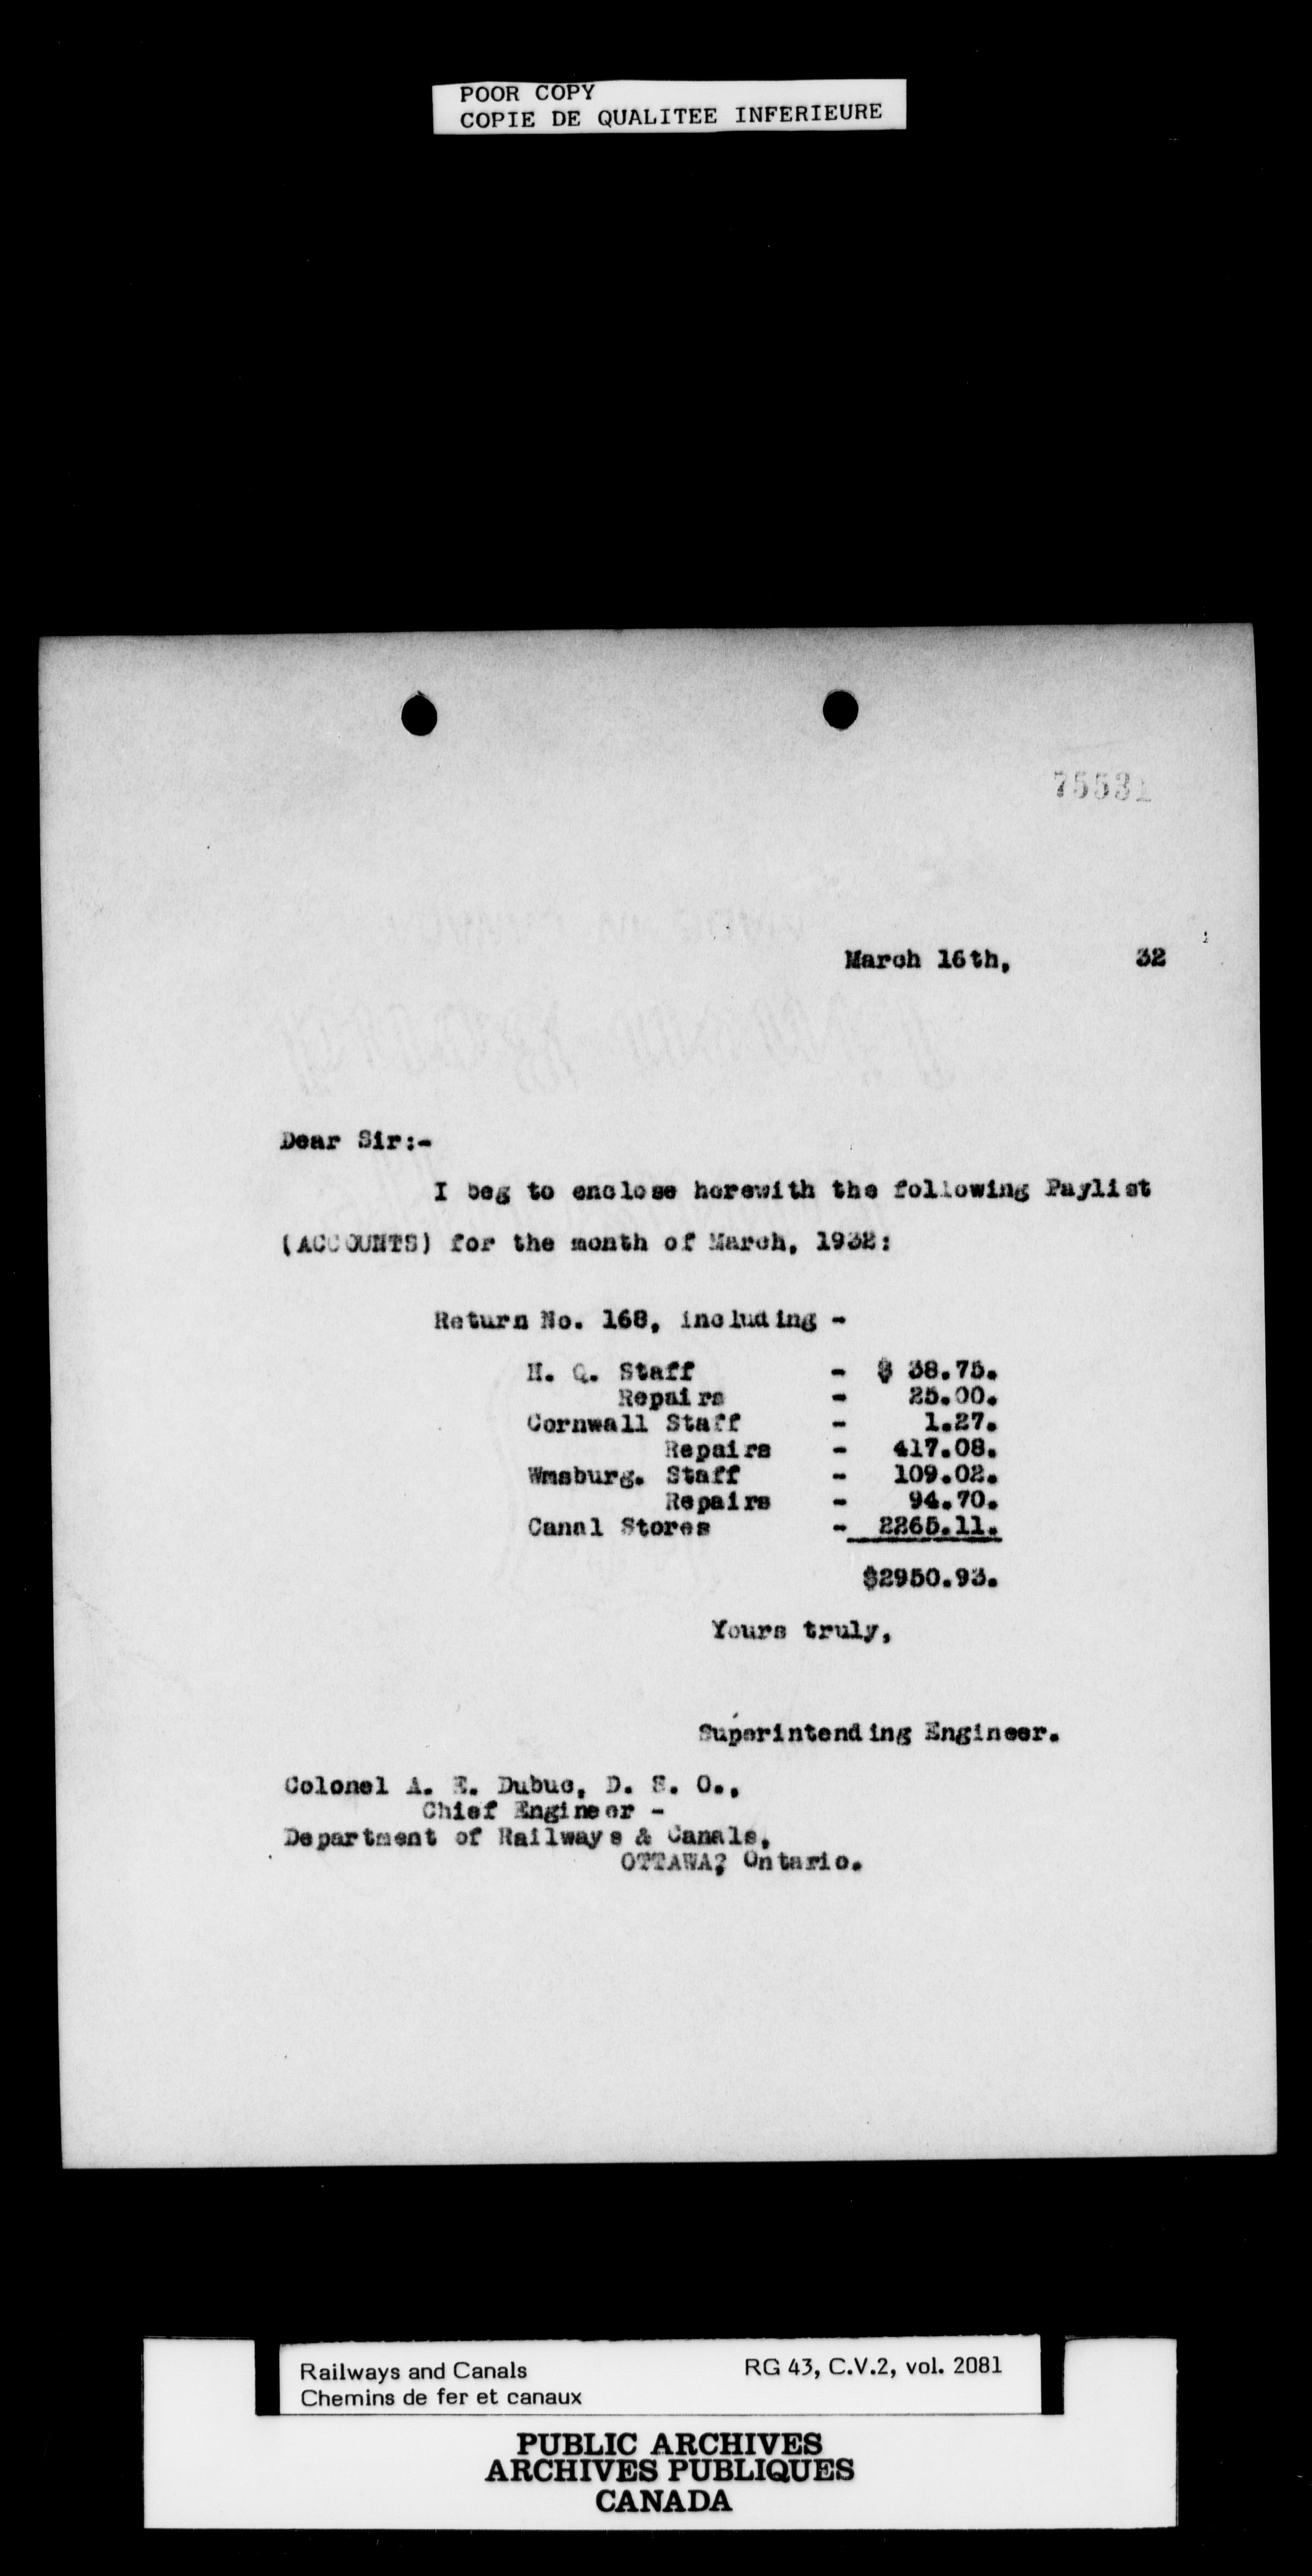 POOR COPY
COPIE DE QUALITEE INFERIEURE
75531
March 16th, 32
Dear Sir:-
I beg to enclose herewith the following Paylist
(ACCOUNTS) for the month of March, 1932:
Return No. 168, including -
H. Q. Staff - $ 38.75.
Repairs - 25.00.
Cornwall Staff - 1.27.
Repairs - 417.08.
Wmsburg. Staff - 109.02.
Repairs - 94.70.
Canal Stores - 2265.11.
$2950.93.
Yours truly,
Superintending Engineer.
Colonel A. E. Dubuc, D. S. O.,
Chief Engineer -
Department of Railways & Canals,
OTTAWA? Ontario.
Railways and Canals RG 43, C.V.2, vol. 2081
Chemins de fer et canaux
PUBLIC ARCHIVES
ARCHIVES PUBLIQUES
CANADA